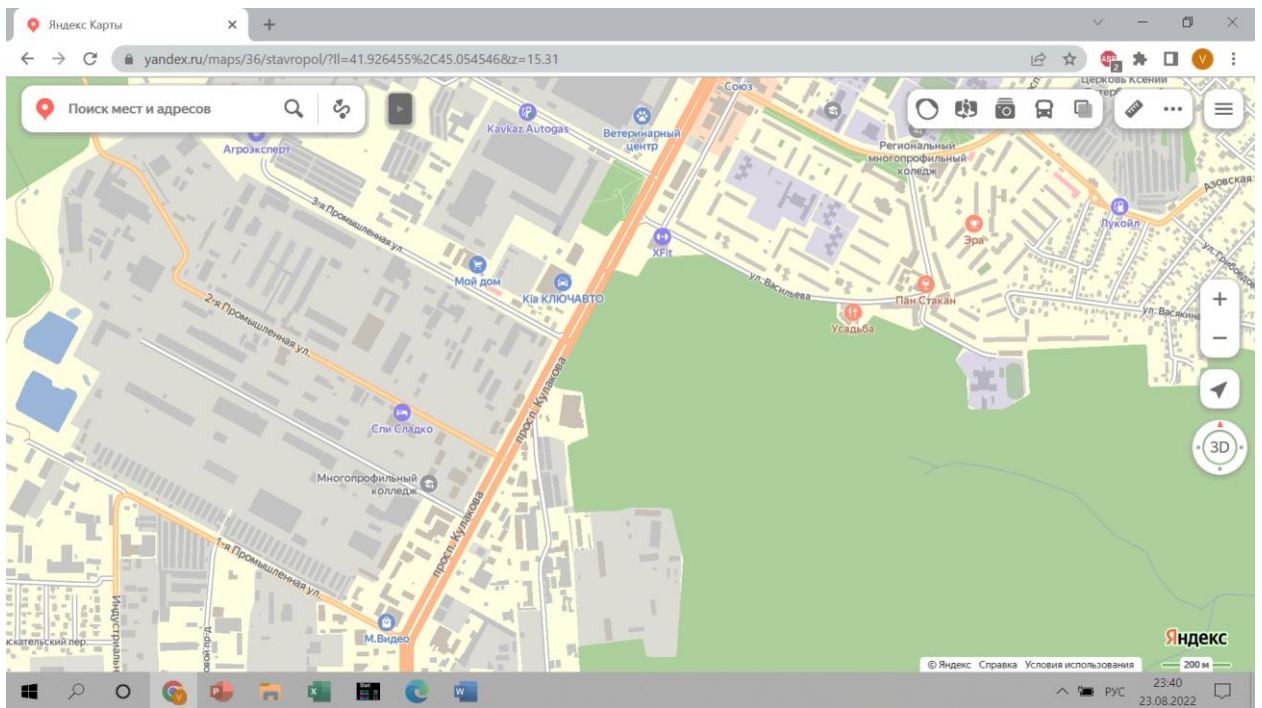 Яндекс Карты
yandex.ru/maps/36/stavropol/?ll=41.926455%2C45.054546&z=15.31
ABP
2
V
Поиск мест и адресов
Союз
Церковь Ксении
Kavkaz Autogas
Ветеринарный
центр
Агроэксперт
Региональный
многопрофильный
коледж
Азовская
3-я Промышленная ул.
Лукойл
Эра
XFit
Мой дом
Kia КЛЮЧАВТО
ул. Васильева
Пан Стакан
Усадьба
ул. Васякина
2-я Промышленная ул.
просп. Кулакова
Спи Сладко
3D
Многопрофильный
колледж
просп. Кулакова
1-я Промышленная ул.
М.Видео
Яндекс
© Яндекс Справка Условия использования
200 м
РУС
23:40
23.08.2022